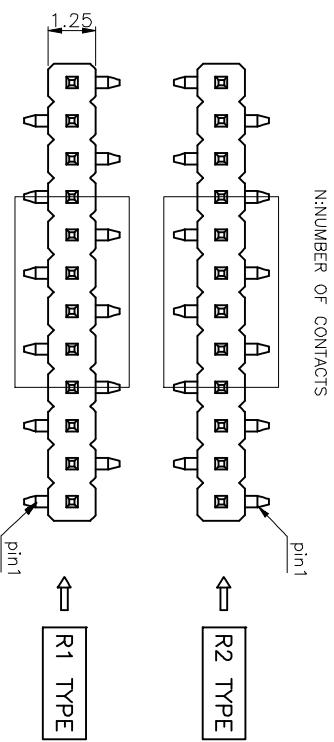 N:NUMBER OF CONTACTS
pin1
R2 TYPE
1.25
pin1
R1 TYPE